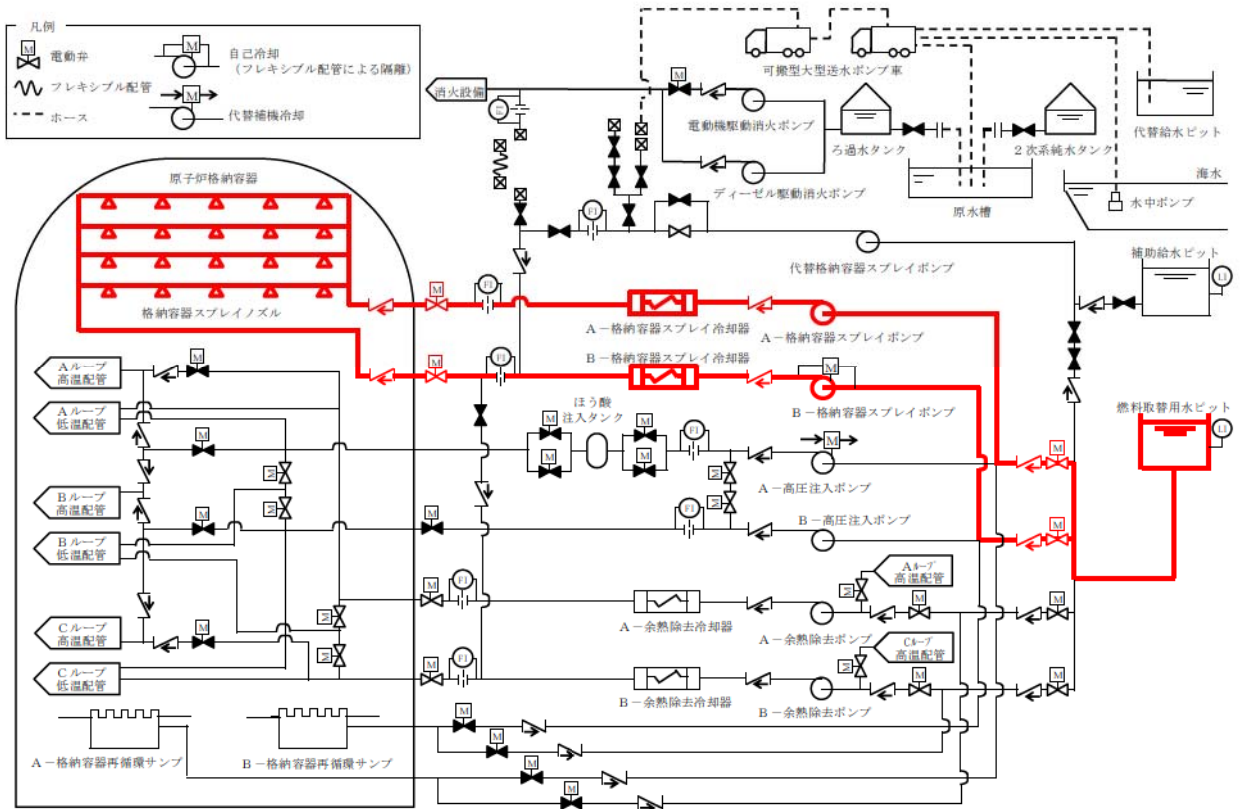 凡例
M
電動弁
M
自己冷却
(フレキシブル配管による隔離)
フレキシブル配管
M
代替補機冷却
ホース
可搬型大型送水ポンプ車
消火設備
FI
M
電動機駆動消火ポンプ
ディーゼル駆動消火ポンプ
ろ過水タンク
2次系純水タンク
原水槽
代替給水ピット
海水
水中ポンプ
FI
代替格納容器スプレイポンプ
補助給水ピット
LI
原子炉格納容器
格納容器スプレイノズル
M
FI
A-格納容器スプレイ冷却器
A-格納容器スプレイポンプ
M
FI
B-格納容器スプレイ冷却器
M
B-格納容器スプレイポンプ
燃料取替用水ピット
LI
Aループ
高温配管
M
Aループ
低温配管
M
ほう酸
注入タンク
M
M
M
M
FI
M
A-高圧注入ポンプ
M
M
M
M
M
Bループ
高温配管
M
Bループ
低温配管
M
FI
B-高圧注入ポンプ
M
Aループ
高温配管
M
M
FI
A-余熱除去冷却器
A-余熱除去ポンプ
M
M
M
Cループ
高温配管
M
M
Cループ
高温配管
M
Cループ
低温配管
M
M
FI
B-余熱除去冷却器
B-余熱除去ポンプ
M
M
M
A-格納容器再循環サンプ
B-格納容器再循環サンプ
M
M
M
M